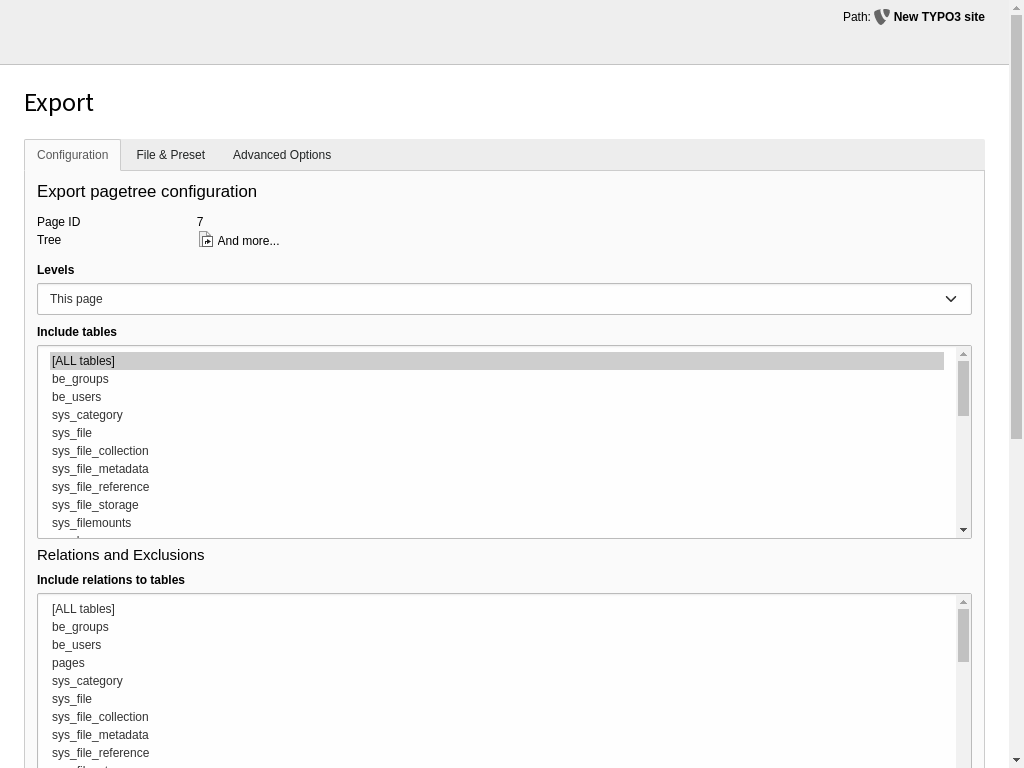 Path: New TYPO3 site
Export
Configuration File & Preset Advanced Options
Export pagetree configuration
Page ID 7
Tree And more...
Levels
This page
Include tables
[ALL tables]
be_groups
be_users
sys_category
sys_file
sys_file_collection
sys_file_metadata
sys_file_reference
sys_file_storage
sys_filemounts
Relations and Exclusions
Include relations to tables
[ALL tables]
be_groups
be_users
pages
sys_category
sys_file
sys_file_collection
sys_file_metadata
sys_file_reference